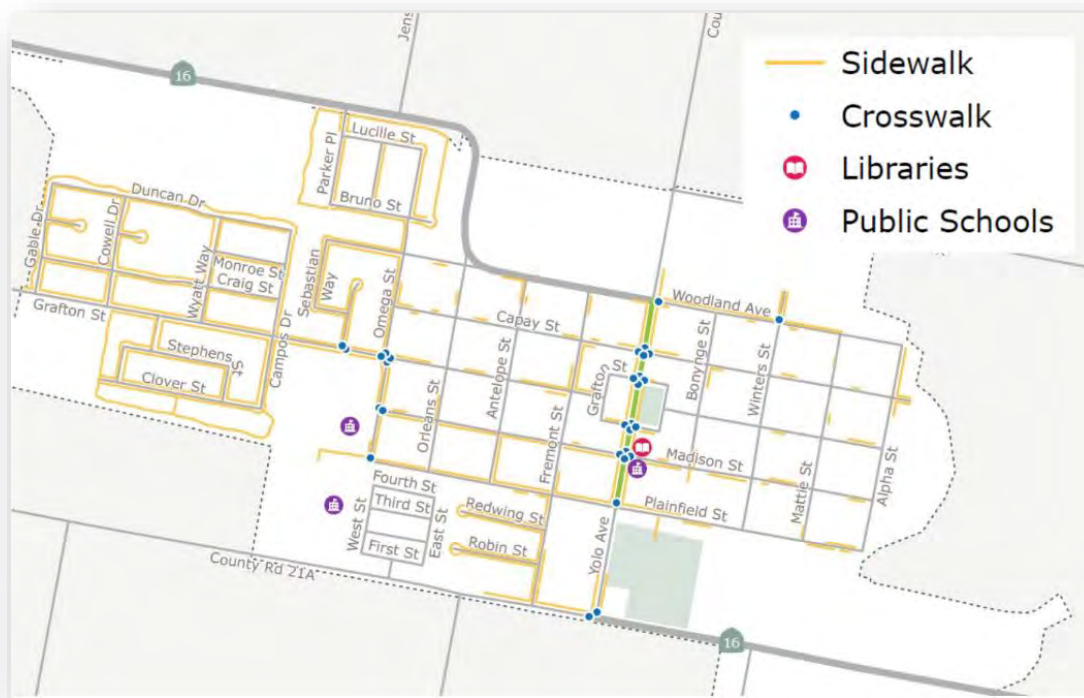 Jens
Cou
Sidewalk
Crosswalk
Libraries
Public Schools
16
Lucille St
Parker Pl
Bruno St
Duncan Dr
Gable Dr
Cowell Dr
Wyatt Way
Monroe St
Craig St
Sebastian
Way
Omega St
Grafton St
Campos Dr
Stephens St
Clover St
Woodland Ave
Capay St
Orleans St
Antelope St
Fremont St
Grafton St
Bonynge St
Winters St
Mattie St
Alpha St
Madison St
Plainfield St
Fourth St
Third St
First St
West St
East St
Redwing St
Robin St
Yolo Ave
County Rd 21A
16